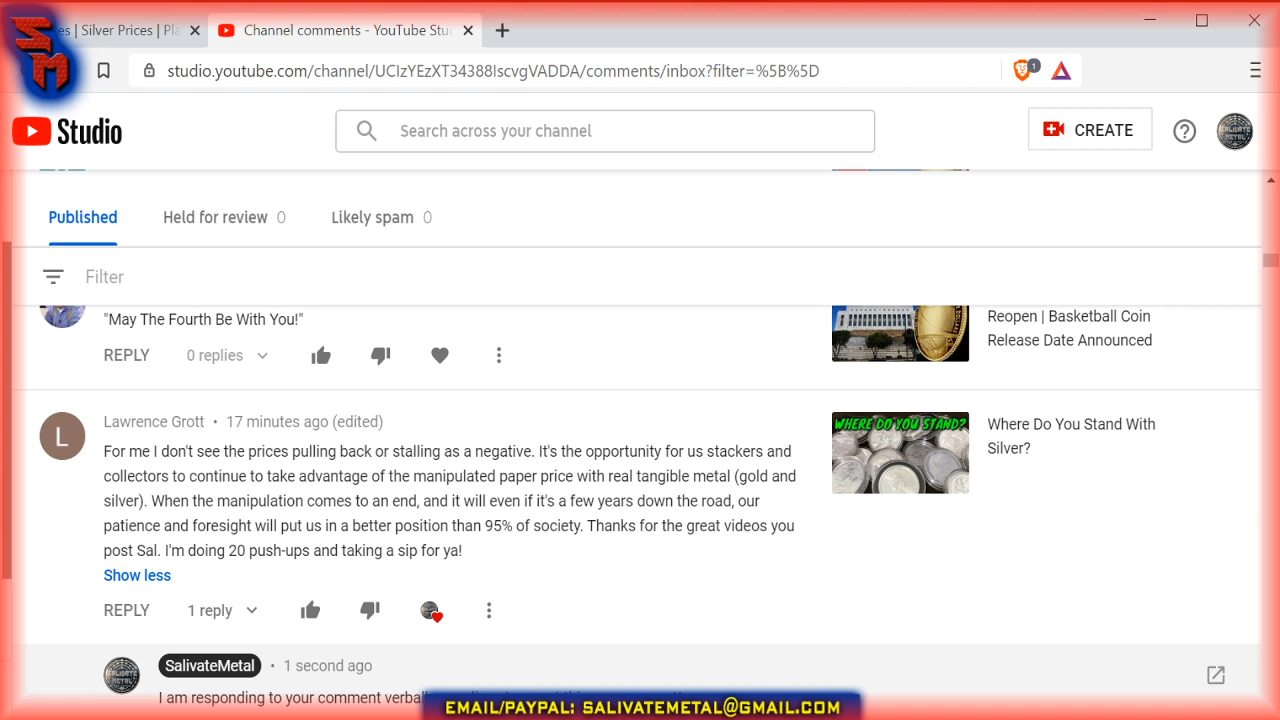 SM
es | Silver Prices | Pla
Channel comments - YouTube Stud
studio.youtube.com/channel/UCIzYEzXT34388IscvgVADDA/comments/inbox?filter=%5B%5D
1
Studio
Search across your channel
CREATE
Published
Held for review 0
Likely spam 0
Filter
"May The Fourth Be With You!"
REPLY
0 replies
Reopen | Basketball Coin
Release Date Announced
Lawrence Grott • 17 minutes ago (edited)
For me I don't see the prices pulling back or stalling as a negative. It's the opportunity for us stackers and
collectors to continue to take advantage of the manipulated paper price with real tangible metal (gold and
silver). When the manipulation comes to an end, and it will even if it's a few years down the road, our
patience and foresight will put us in a better position than 95% of society. Thanks for the great videos you
post Sal. I'm doing 20 push-ups and taking a sip for ya!
Show less
REPLY
1 reply
WHERE DO YOU STAND?
Where Do You Stand With
Silver?
L
SalivateMetal • 1 second ago
I am responding to your comment verbally
EMAIL/PAYPAL: SALIVATEMETAL@GMAIL.COM